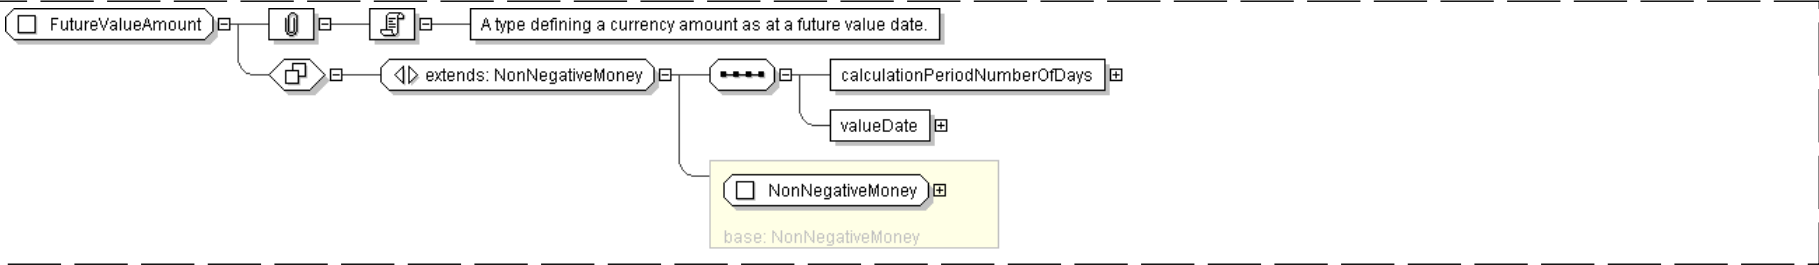 FutureValueAmount
A type defining a currency amount as at a future value date.
extends: NonNegativeMoney
calculationPeriodNumberOfDays
valueDate
NonNegativeMoney
base: NonNegativeMoney